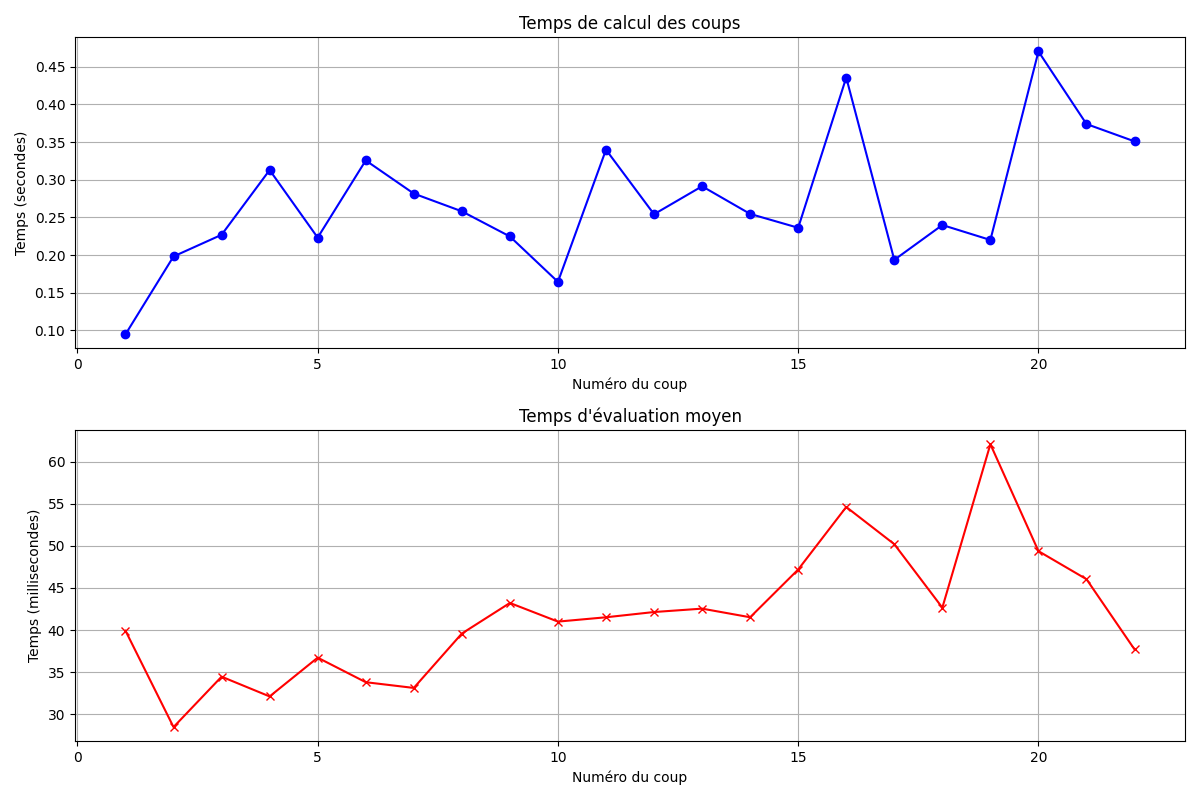 Temps de calcul des coups
Temps (secondes)
0.45
0.40
0.35
0.30
0.25
0.20
0.15
0.10
0 5 10 15 20
Numéro du coup
Temps d'évaluation moyen
Temps (millisecondes)
60
55
50
45
40
35
30
0 5 10 15 20
Numéro du coup